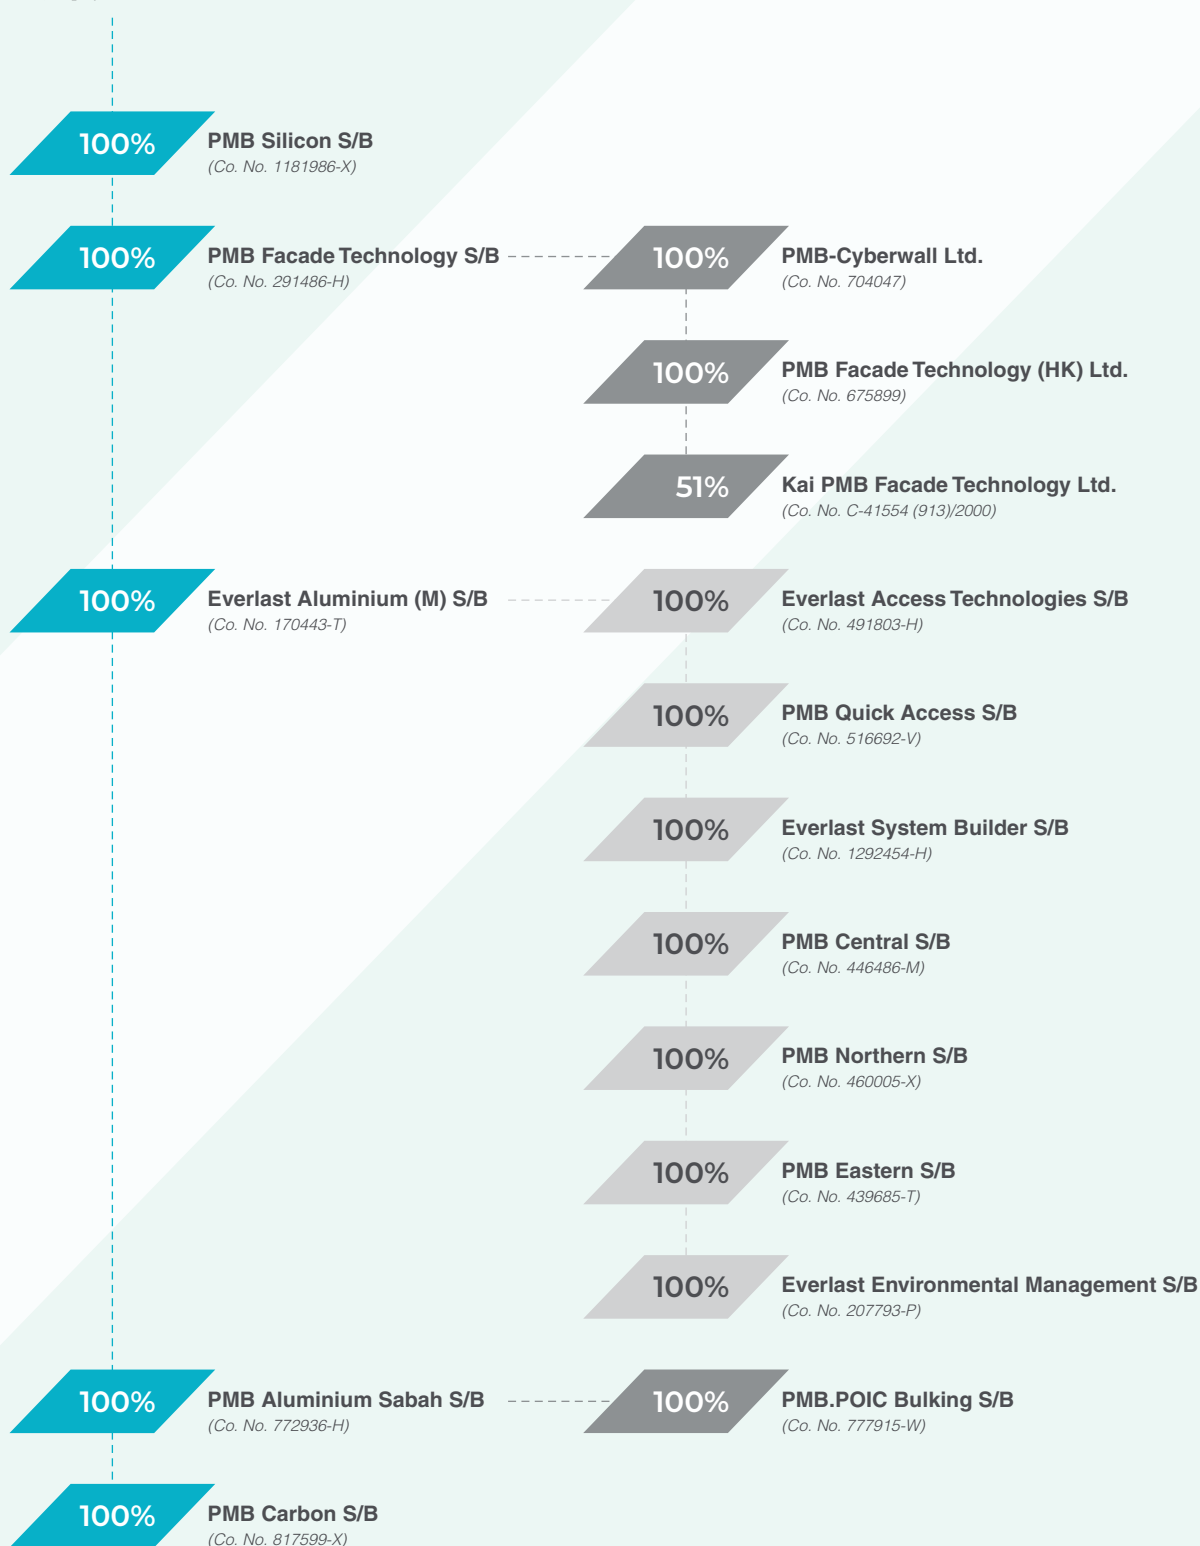 100%
PMB Silicon S/B
(Co. No. 1181986-X)
100%
PMB Facade Technology S/B
(Co. No. 291486-H)
100%
PMB-Cyberwall Ltd.
(Co. No. 704047)
100%
PMB Facade Technology (HK) Ltd.
(Co. No. 675899)
51%
Kai PMB Facade Technology Ltd.
(Co. No. C-41554 (913)/2000)
100%
Everlast Aluminium (M) S/B
(Co. No. 170443-T)
100%
Everlast Access Technologies S/B
(Co. No. 491803-H)
100%
PMB Quick Access S/B
(Co. No. 516692-V)
100%
Everlast System Builder S/B
(Co. No. 1292454-H)
100%
PMB Central S/B
(Co. No. 446486-M)
100%
PMB Northern S/B
(Co. No. 460005-X)
100%
PMB Eastern S/B
(Co. No. 439685-T)
100%
Everlast Environmental Management S/B
(Co. No. 207793-P)
100%
PMB Aluminium Sabah S/B
(Co. No. 772936-H)
100%
PMB.POIC Bulking S/B
(Co. No. 777915-W)
100%
PMB Carbon S/B
(Co. No. 817599-X)